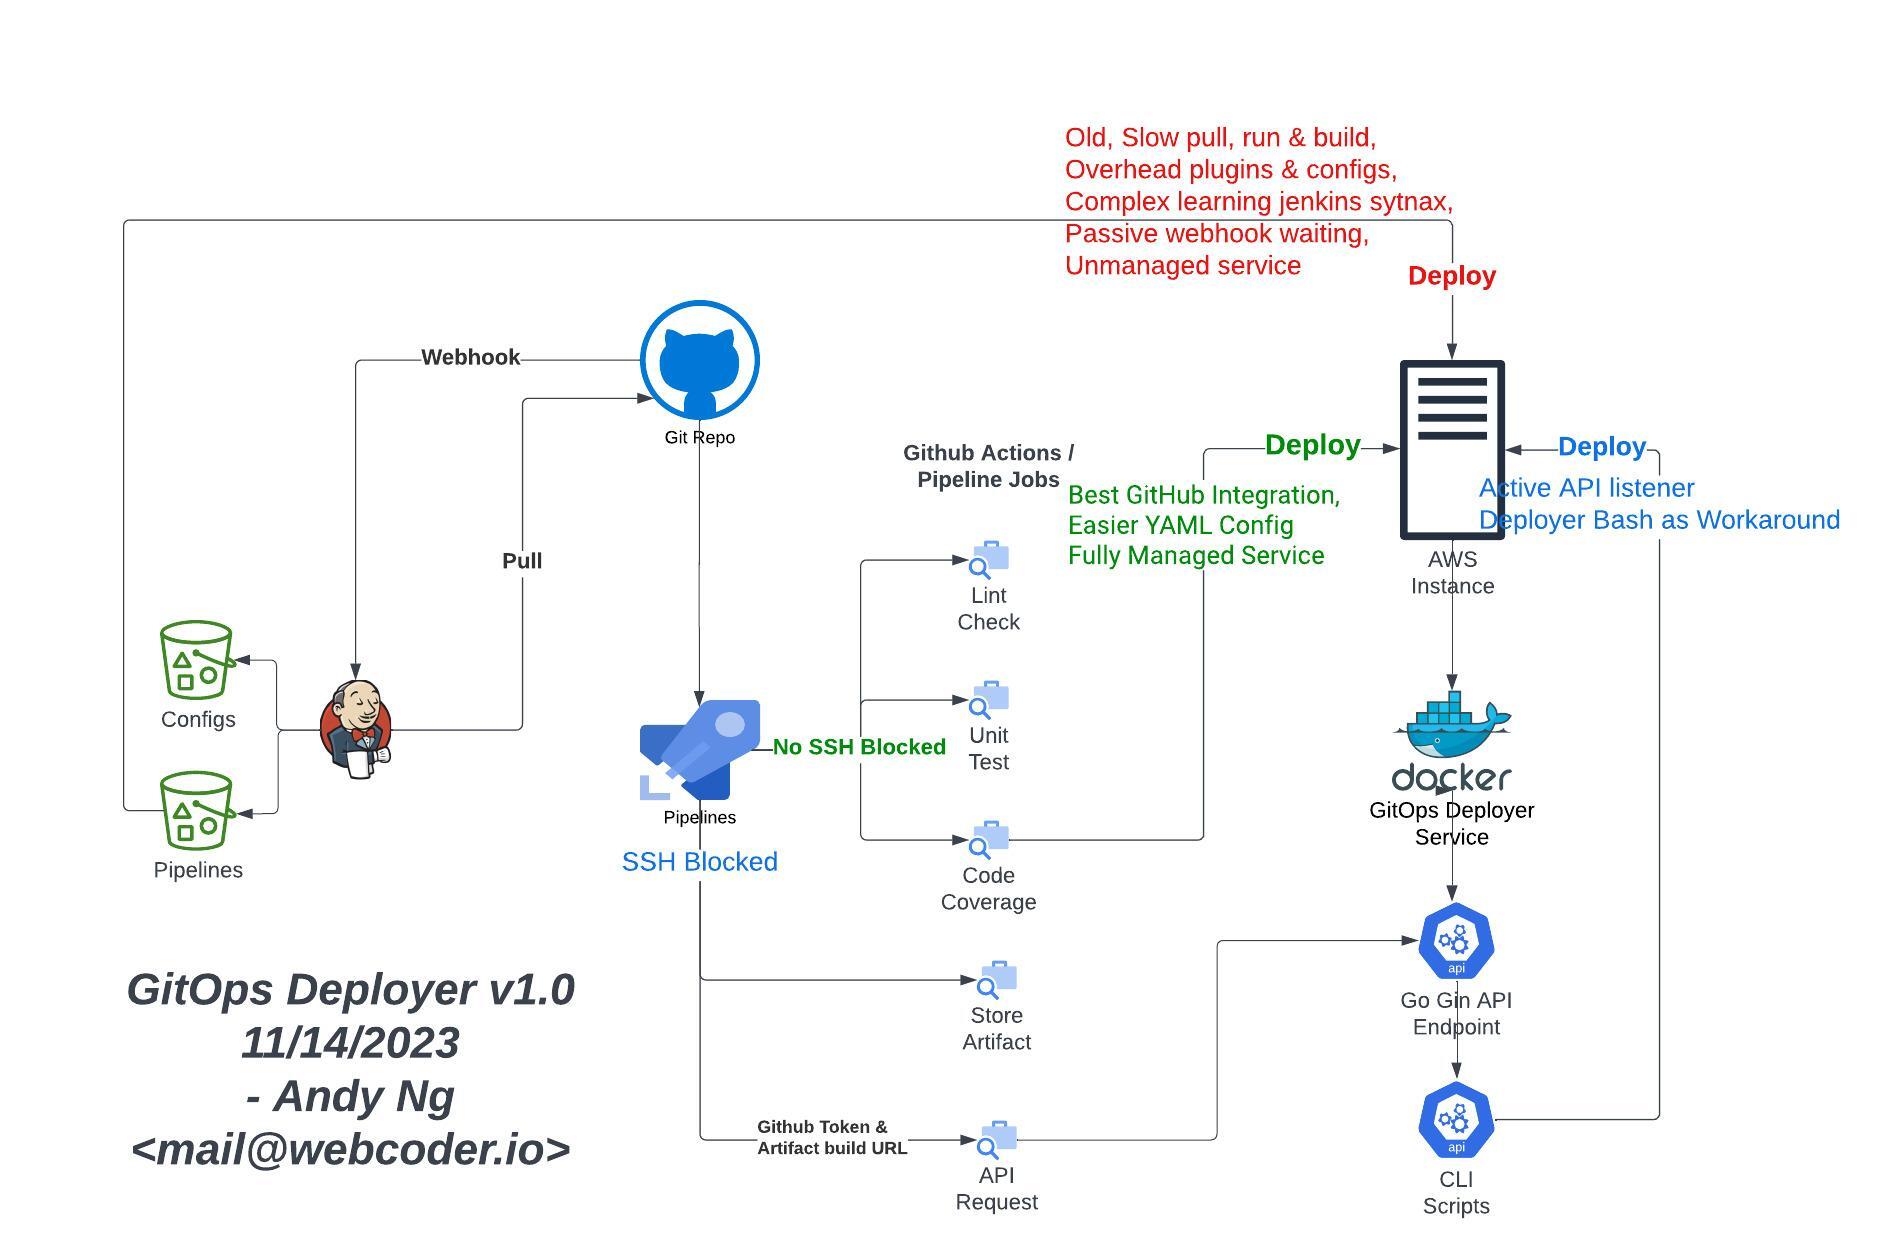 Old, Slow pull, run & build,
Overhead plugins & configs,
Complex learning jenkins sytnax,
Passive webhook waiting,
Unmanaged service
Deploy
Webhook
Git Repo
Pull
Github Actions /
Pipeline Jobs
Deploy
Best GitHub Integration,
Easier YAML Config
Fully Managed Service
Deploy
Active API listener
Deployer Bash as Workaround
AWS
Instance
Lint
Check
Configs
Pipelines
No SSH Blocked
Unit
Test
Pipelines
SSH Blocked
Code
Coverage
docker
GitOps Deployer
Service
api
Go Gin API
Endpoint
Store
Artifact
Github Token &
Artifact build URL
API
Request
api
CLI
Scripts
GitOps Deployer v1.0
11/14/2023
- Andy Ng
<mail@webcoder.io>